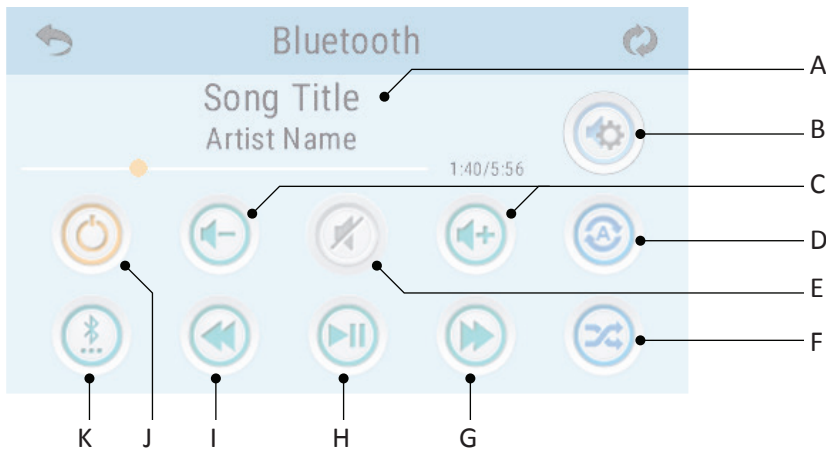 Bluetooth
A
Song Title
B
Artist Name
1:40/5:56
C
A
D
E
F
K
J
I
H
G